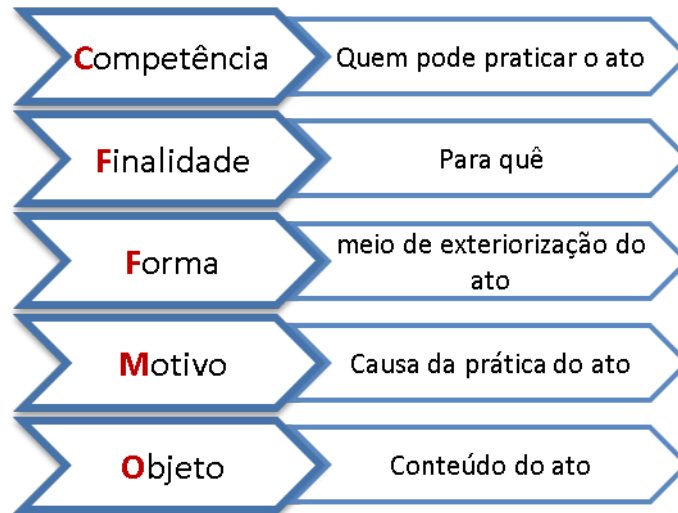 Competência
Quem pode praticar o ato
Finalidade
Para quê
Forma
meio de exteriorização do
ato
Motivo
Causa da prática do ato
Objeto
Conteúdo do ato